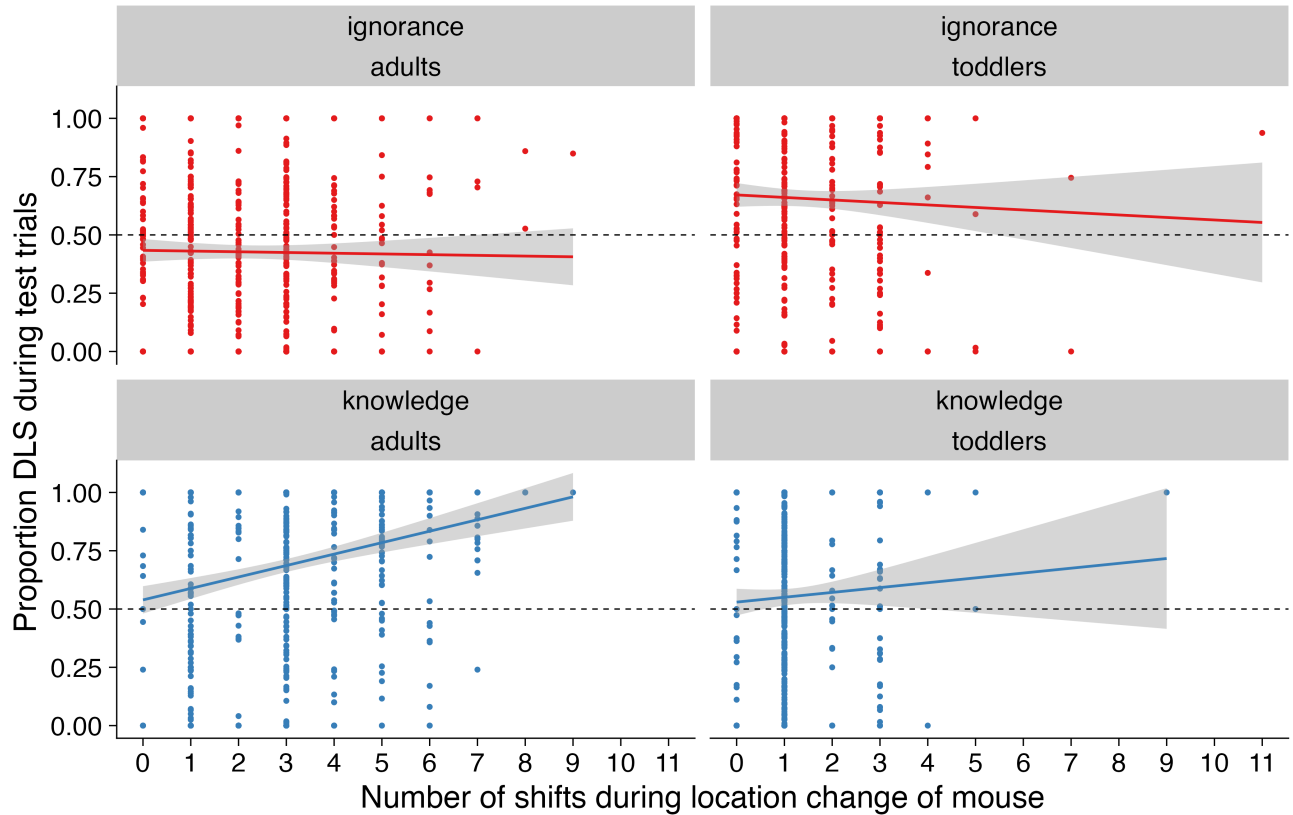 ignorance
adults
ignorance
toddlers
1.00
0.75
0.50
0.25
0.00
knowledge
adults
knowledge
toddlers
1.00
0.75
0.50
0.25
0.00
0 1 2 3 4 5 6 7 8 9 10 11
0 1 2 3 4 5 6 7 8 9 10 11
Number of shifts during location change of mouse
Proportion DLS during test trials